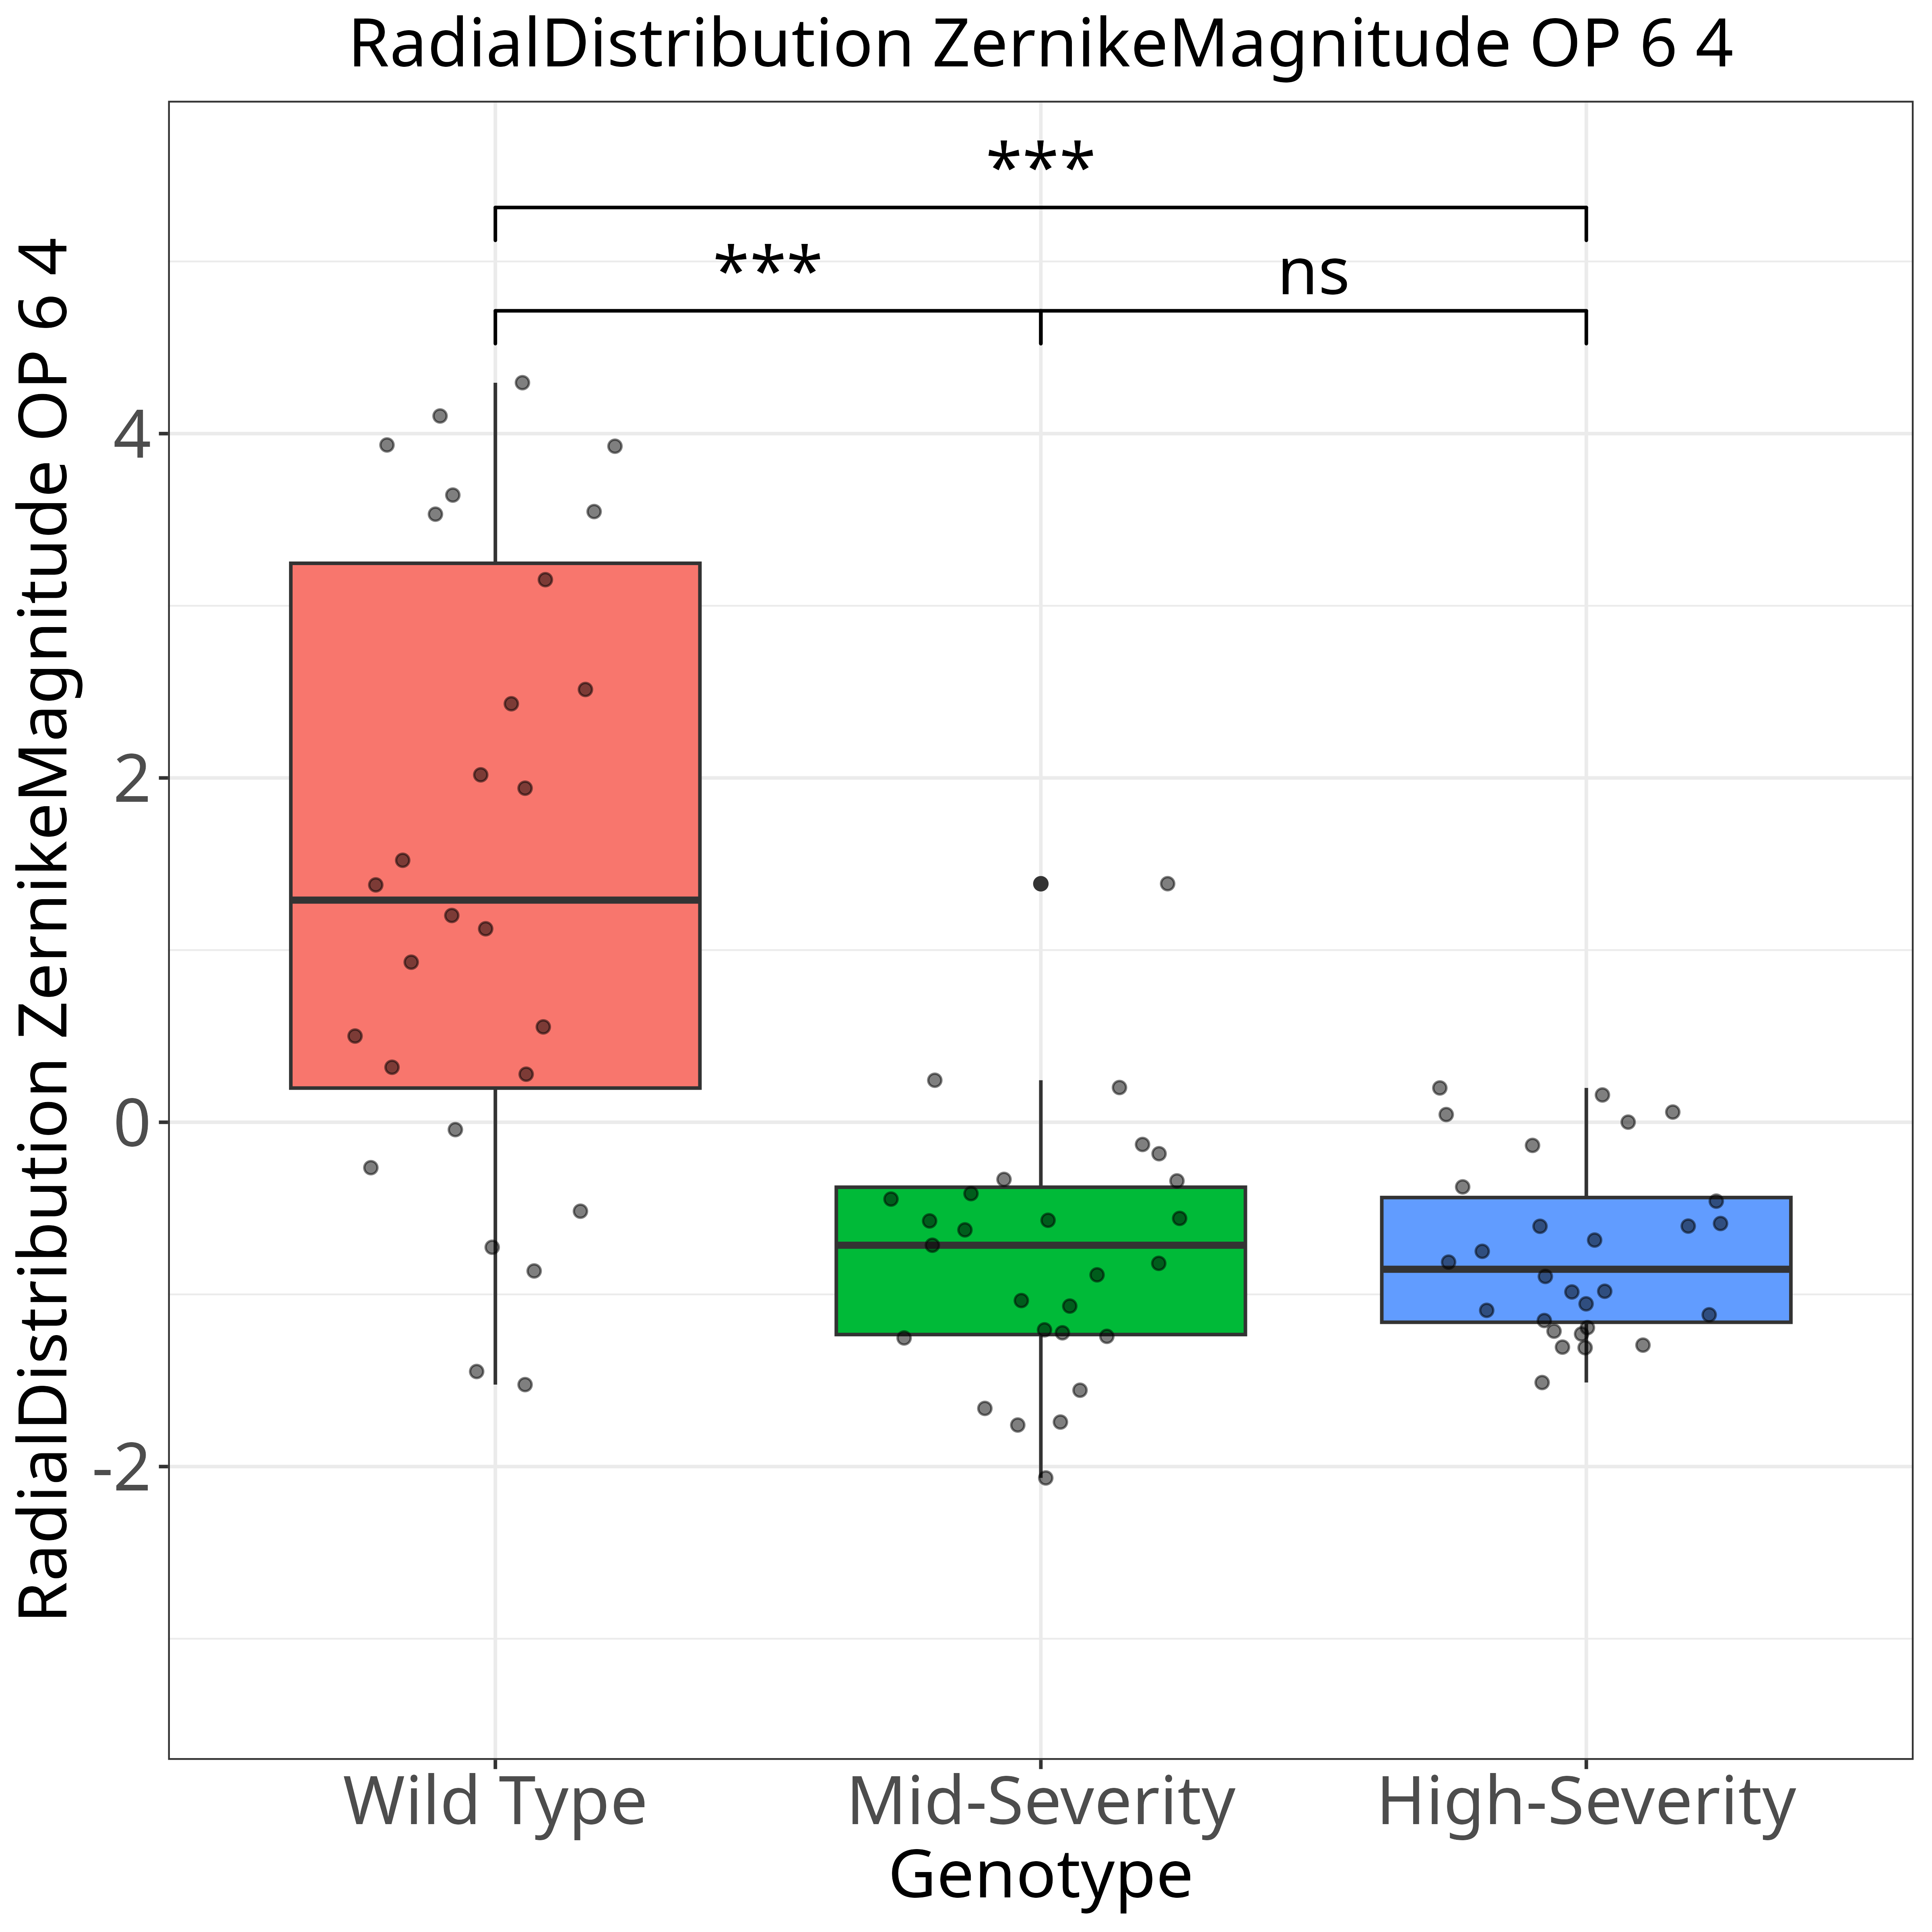 RadialDistribution ZernikeMagnitude OP 6 4
***
***
ns
RadialDistribution ZernikeMagnitude OP 6 4
4
2
0
-2
Wild Type
Mid-Severity
High-Severity
Genotype